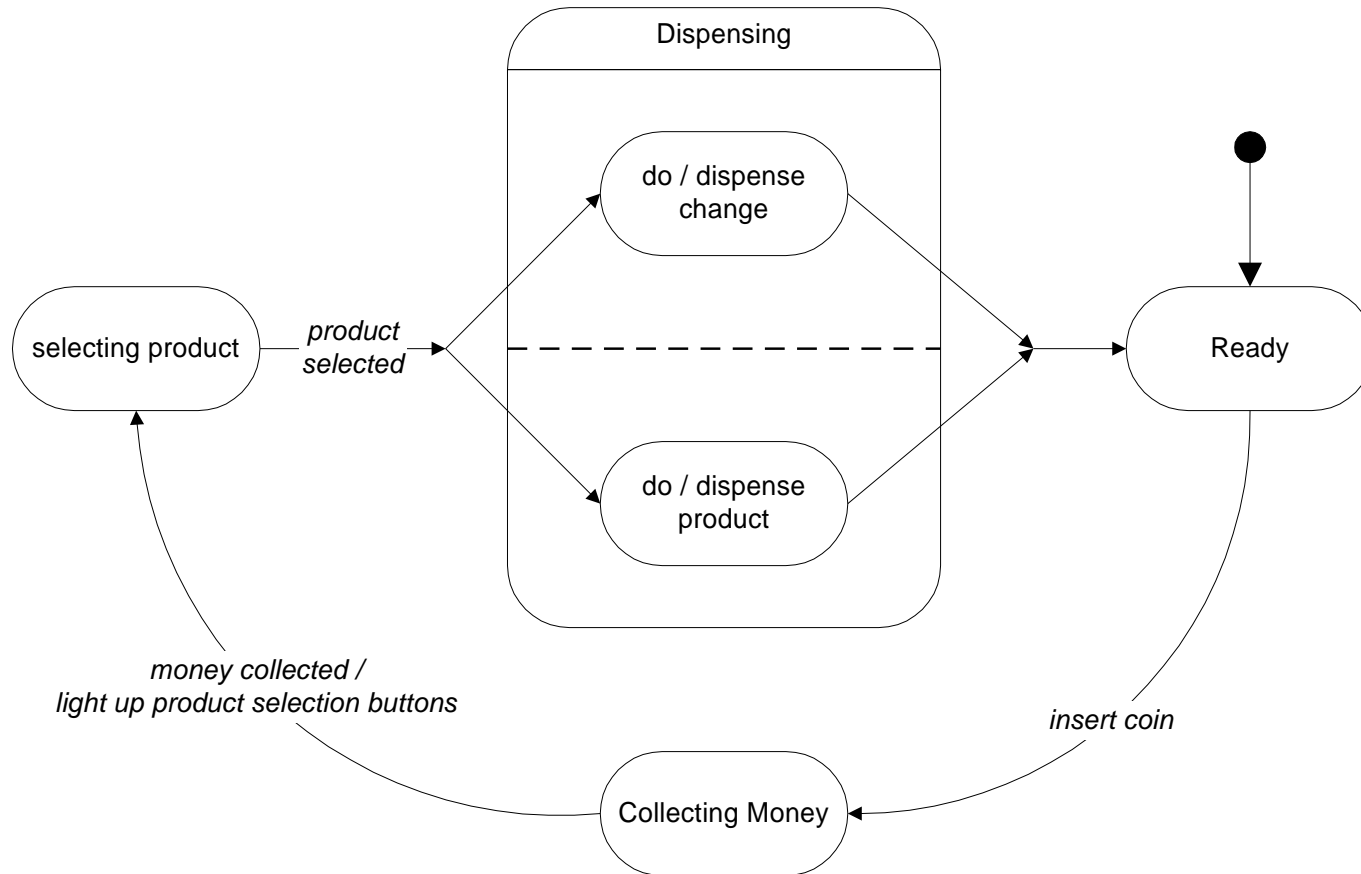 Dispensing
do / dispense
change
selecting product
product
selected
Ready
do / dispense
product
money collected /
light up product selection buttons
insert coin
Collecting Money